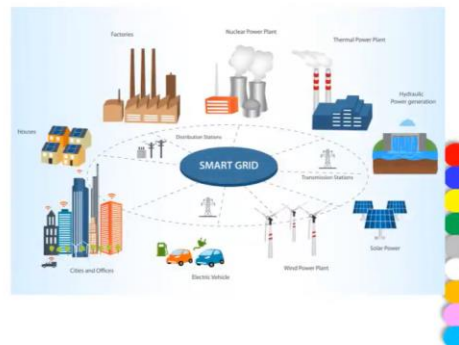 Factories
Nuclear Power Plant
Thermal Power Plant
Hydraulic
Power generation
Houses
Distribution Stations
SMART GRID
Transmission Stations
Solar Power
Cities and Offices
Electric Vehicle
Wind Power Plant